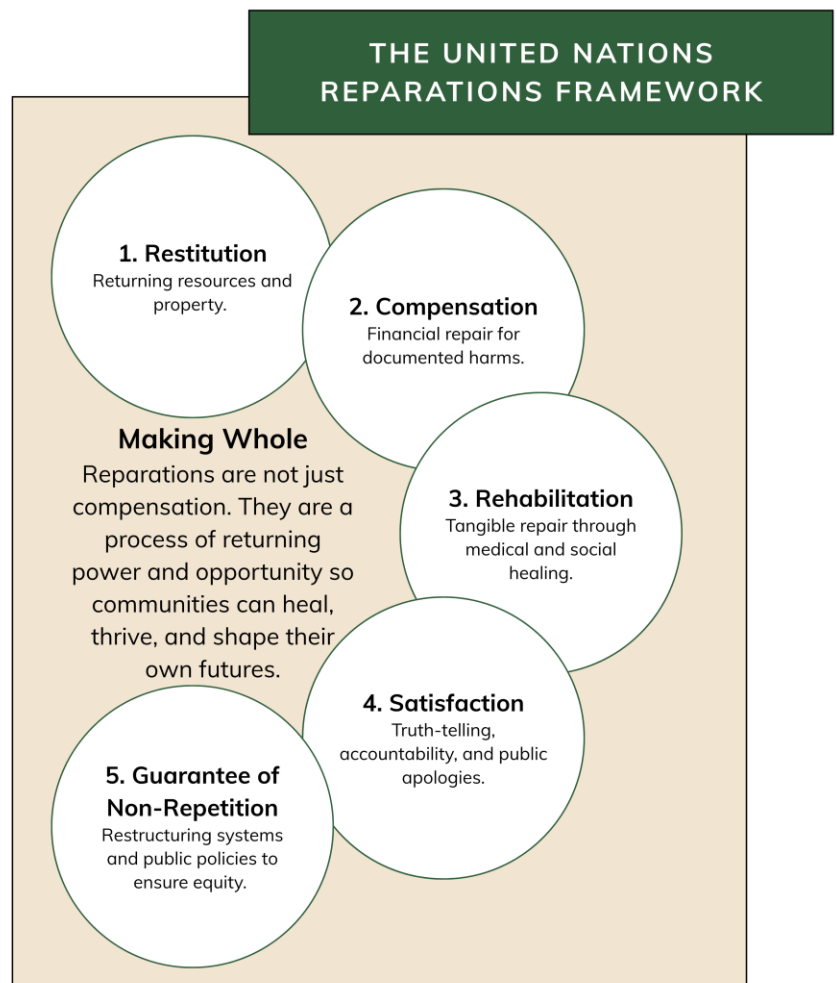 THE UNITED NATIONS
REPARATIONS FRAMEWORK
1. Restitution
Returning resources and
property.
2. Compensation
Financial repair for
documented harms.
3. Rehabilitation
Tangible repair through
medical and social
healing.
4. Satisfaction
Truth-telling,
accountability, and public
apologies.
5. Guarantee of
Non-Repetition
Restructuring systems
and public policies to
ensure equity.
Making Whole
Reparations are not just
compensation. They are a
process of returning
power and opportunity so
communities can heal,
thrive, and shape their
own futures.